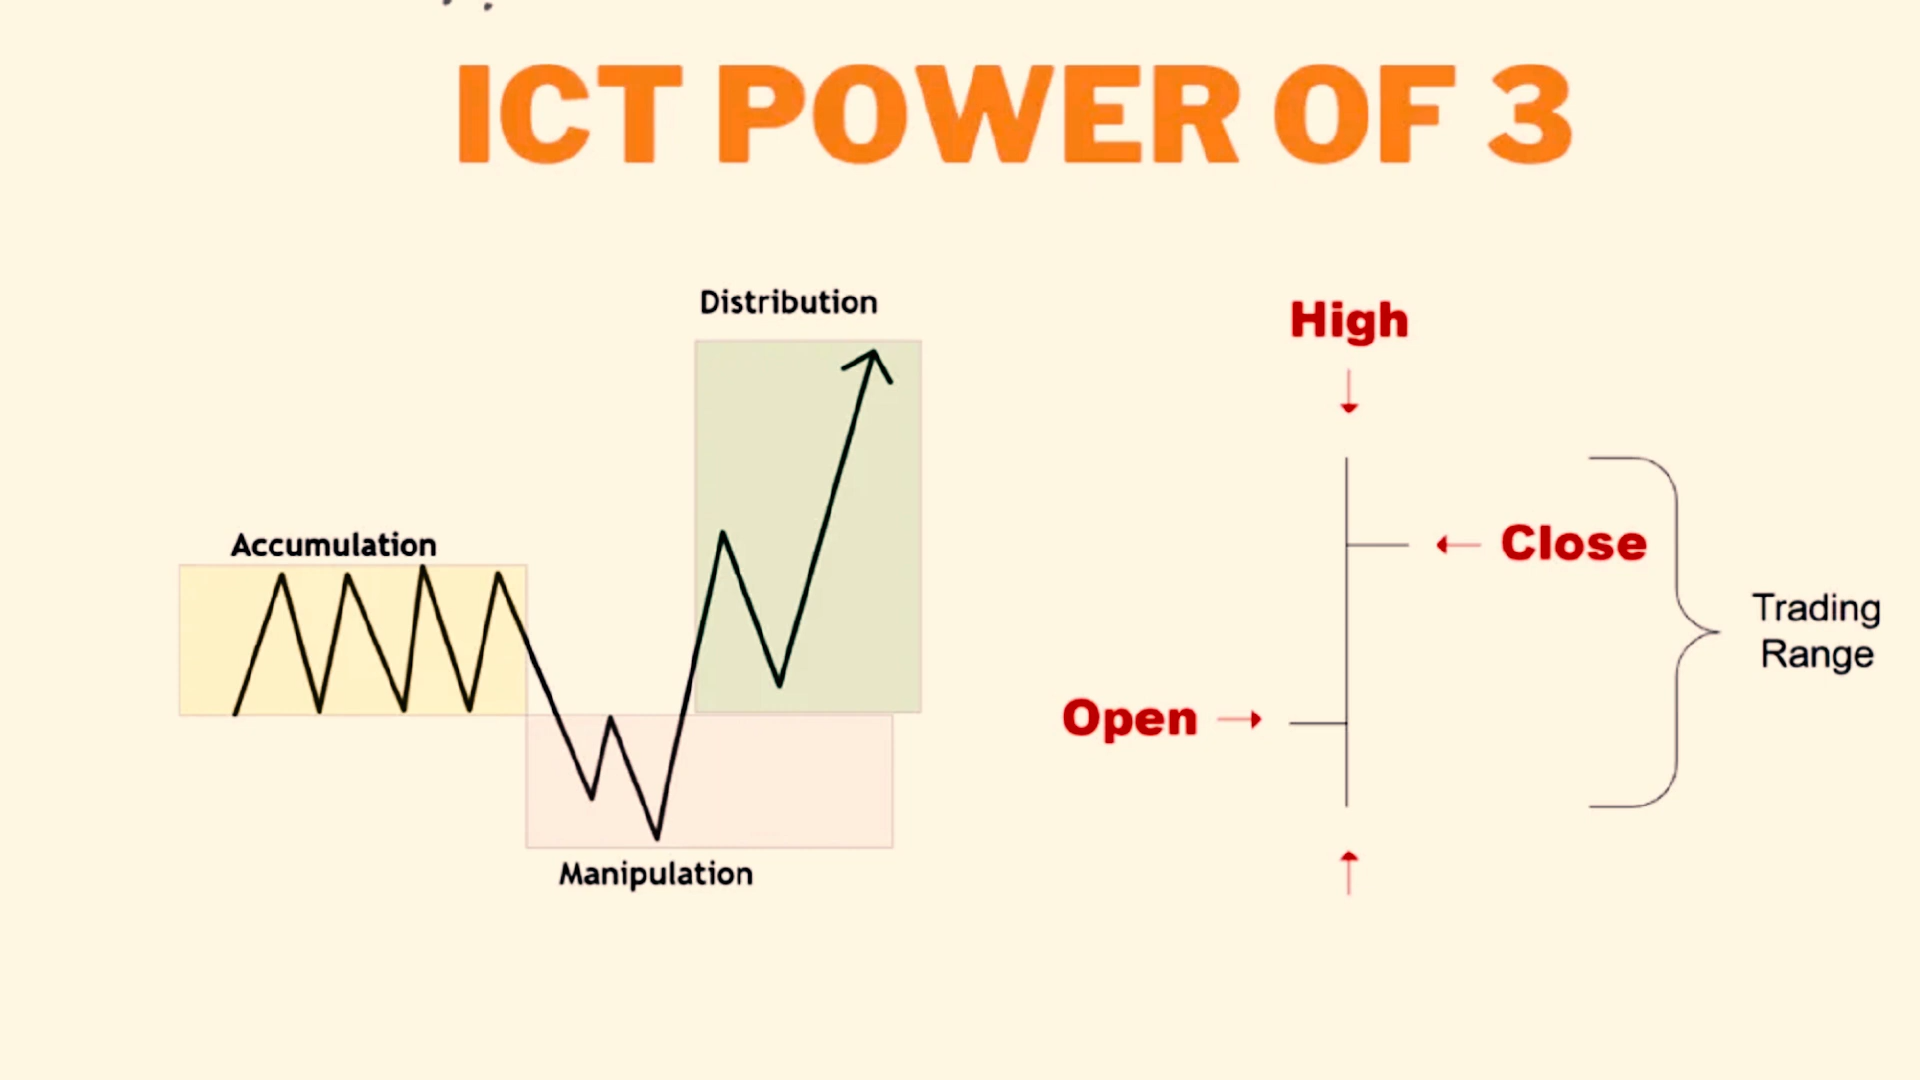 ICT POWER OF 3
Distribution
Accumulation
Manipulation
High
Close
Open
Trading
Range